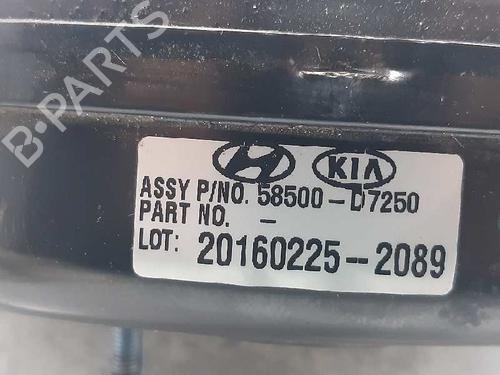 B-PARTS
H KIA
ASSY P/NO. 58500-D7250
PART NO. -
LOT: 20160225-2089